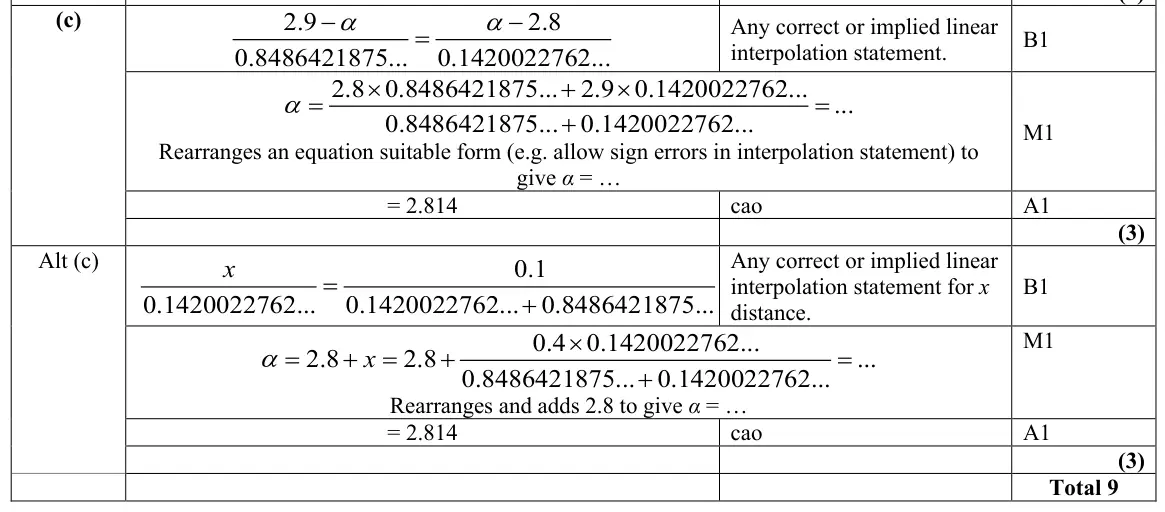 (c) (2.9 − α)/0.8486421875... = (α − 2.8)/0.1420022762... Any correct or implied linear interpolation statement. B1
α = (2.8 × 0.8486421875... + 2.9 × 0.1420022762...)/(0.8486421875... + 0.1420022762...) = ...
Rearranges an equation suitable form (e.g. allow sign errors in interpolation statement) to
give α = … M1
= 2.814 cao A1
(3)
Alt (c) x/0.1420022762... = 0.1/(0.1420022762... + 0.8486421875...) Any correct or implied linear interpolation statement for x distance. B1
α = 2.8 + x = 2.8 + (0.4 × 0.1420022762...)/(0.8486421875... + 0.1420022762...) = ... M1
Rearranges and adds 2.8 to give α = …
= 2.814 cao A1
(3)
Total 9